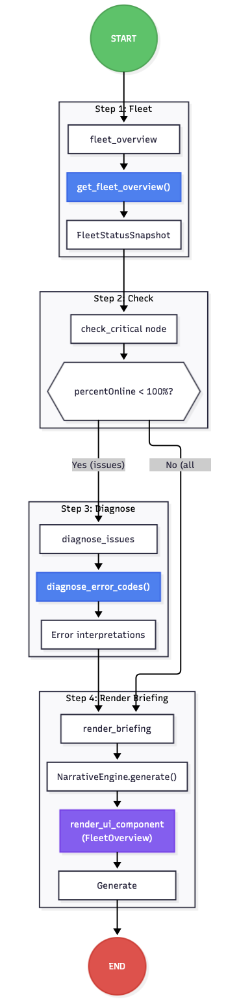 START
Step 1: Fleet
fleet_overview
get_fleet_overview()
FleetStatusSnapshot
Step 2: Check
check_critical node
percentOnline < 100%?
Yes (issues)
No (all
Step 3: Diagnose
diagnose_issues
diagnose_error_codes()
Error interpretations
Step 4: Render Briefing
render_briefing
NarrativeEngine.generate()
render_ui_component
(FleetOverview)
Generate
END